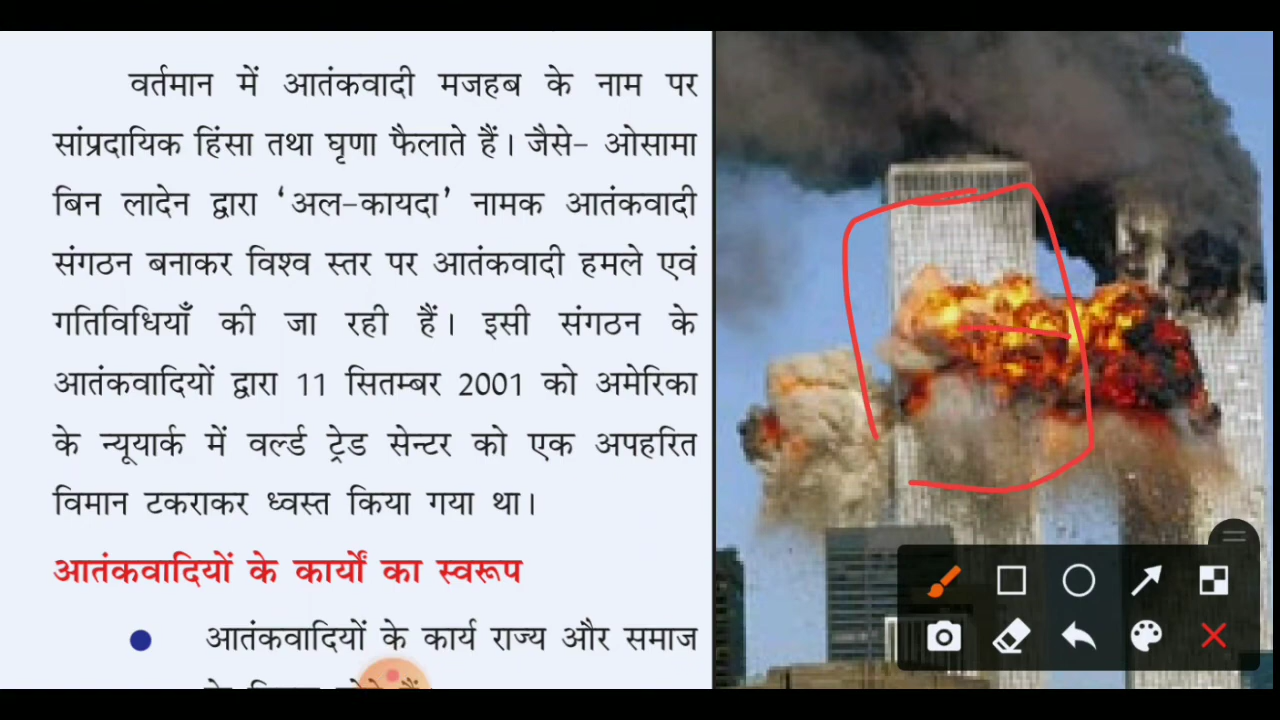 वर्तमान में आतंकवादी मजहब के नाम पर
सांप्रदायिक हिंसा तथा घृणा फैलाते हैं। जैसे- ओसामा
बिन लादेन द्वारा ‘अल-कायदा’ नामक आतंकवादी
संगठन बनाकर विश्व स्तर पर आतंकवादी हमले एवं
गतिविधियाँ की जा रही हैं। इसी संगठन के
आतंकवादियों द्वारा 11 सितम्बर 2001 को अमेरिका
के न्यूयार्क में वर्ल्ड ट्रेड सेन्टर को एक अपहरित
विमान टकराकर ध्वस्त किया गया था।
आतंकवादियों के कार्यों का स्वरूप
● आतंकवादियों के कार्य राज्य और समाज